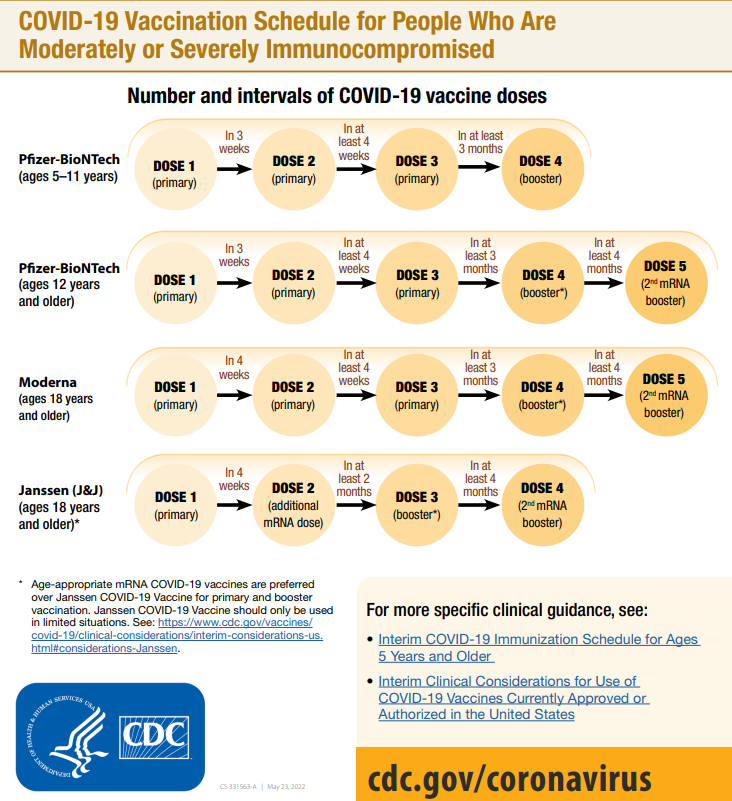 COVID-19 Vaccination Schedule for People Who Are
Moderately or Severely Immunocompromised
Number and intervals of COVID-19 vaccine doses
Pfizer-BioNTech
(ages 5–11 years)
DOSE 1
(primary)
In 3
weeks
DOSE 2
(primary)
In at
least 4
weeks
DOSE 3
(primary)
In at least
3 months
DOSE 4
(booster)
Pfizer-BioNTech
(ages 12 years
and older)
DOSE 1
(primary)
In 3
weeks
DOSE 2
(primary)
In at
least 4
weeks
DOSE 3
(primary)
In at
least 3
months
DOSE 4
(booster*)
In at
least 4
months
DOSE 5
(2nd mRNA
booster)
Moderna
(ages 18 years
and older)
DOSE 1
(primary)
In 4
weeks
DOSE 2
(primary)
In at
least 4
weeks
DOSE 3
(primary)
In at
least 3
months
DOSE 4
(booster*)
In at
least 4
months
DOSE 5
(2nd mRNA
booster)
Janssen (J&J)
(ages 18 years
and older)*
DOSE 1
(primary)
In 4
weeks
DOSE 2
(additional
mRNA dose)
In at
least 2
months
DOSE 3
(booster*)
In at
least 4
months
DOSE 4
(2nd mRNA
booster)
* Age-appropriate mRNA COVID-19 vaccines are preferred
over Janssen COVID-19 Vaccine for primary and booster
vaccination. Janssen COVID-19 Vaccine should only be used
in limited situations. See: https://www.cdc.gov/vaccines/
covid-19/clinical-considerations/interim-considerations-us.
html#considerations-Janssen.
For more specific clinical guidance, see:
• Interim COVID-19 Immunization Schedule for Ages
5 Years and Older
• Interim Clinical Considerations for Use of
COVID-19 Vaccines Currently Approved or
Authorized in the United States
DEPARTMENT OF HEALTH & HUMAN SERVICES·USA
CDC
CS 331563-A | May 23, 2022
cdc.gov/coronavirus